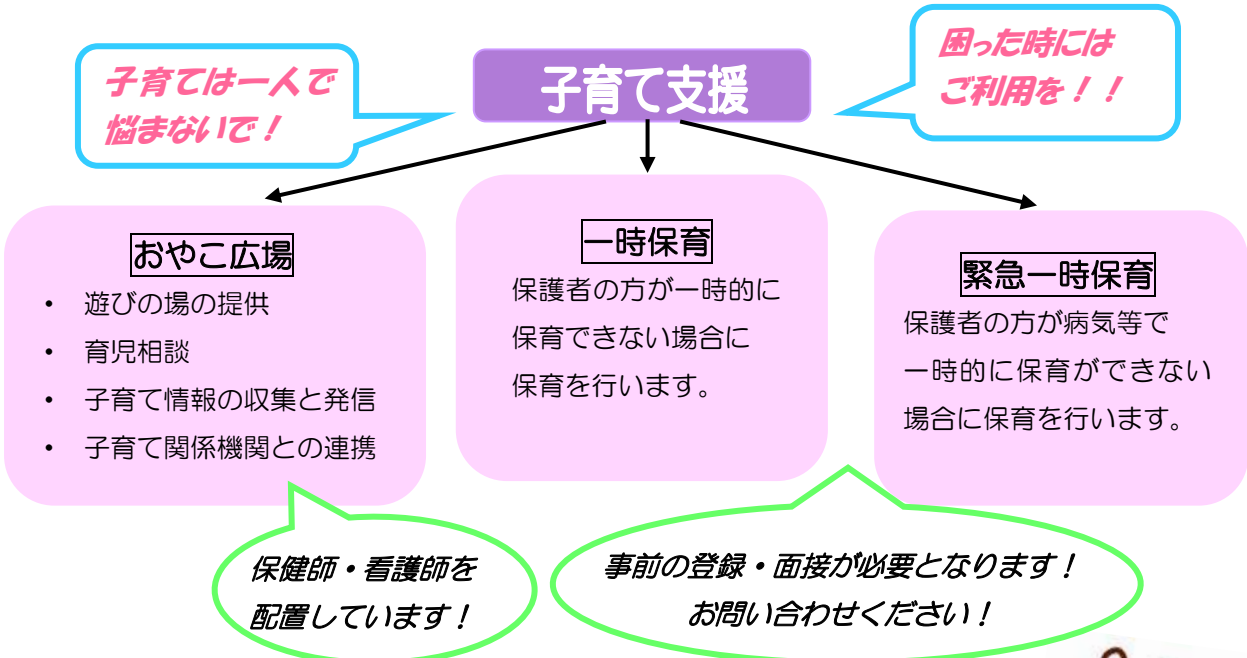 子育ては一人で
悩まないで！
子育て支援
困った時には
ご利用を！！
おやこ広場
・ 遊びの場の提供
・ 育児相談
・ 子育て情報の収集と発信
・ 子育て関係機関との連携
一時保育
保護者の方が一時的に
保育できない場合に
保育を行います。
緊急一時保育
保護者の方が病気等で
一時的に保育ができない
場合に保育を行います。
保健師・看護師を
配置しています！
事前の登録・面接が必要となります！
お問い合わせください！